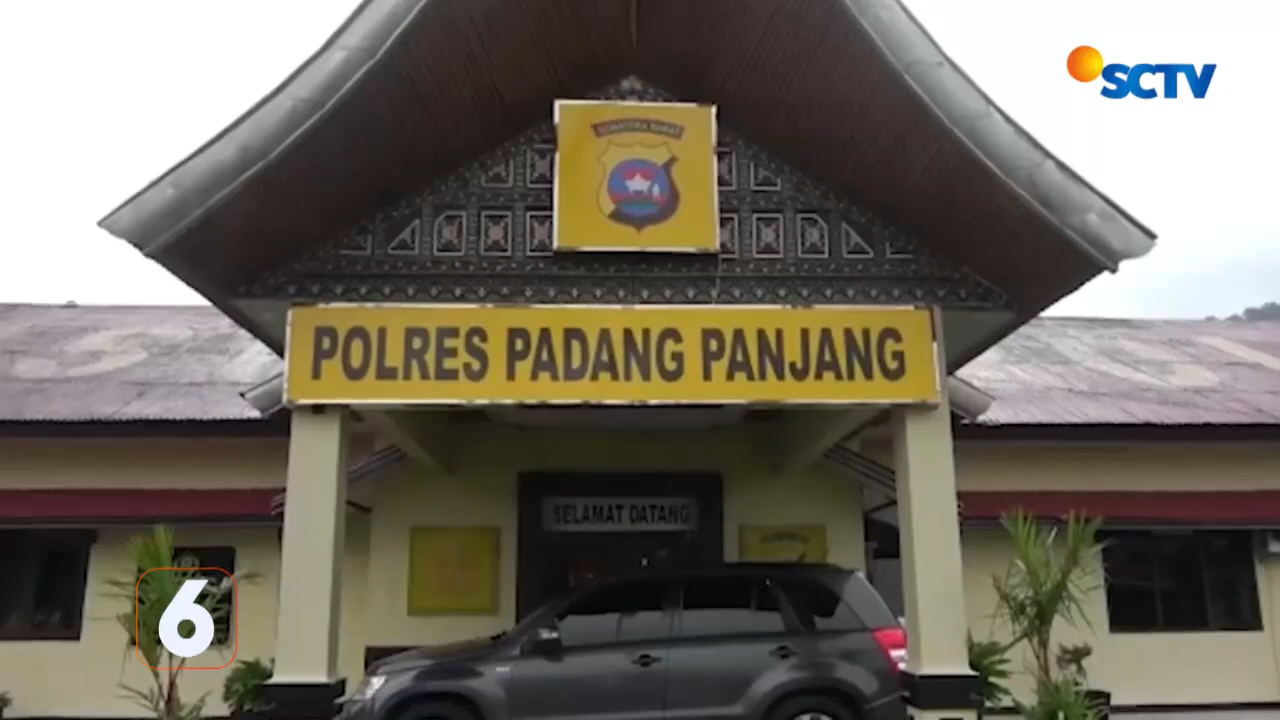 SCTV
SUMATERA BARAT
POLRES PADANG PANJANG
SELAMAT DATANG
6